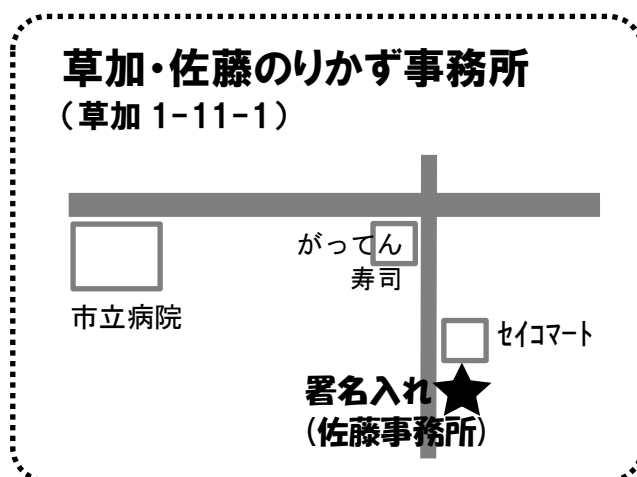 草加・佐藤のりかず事務所
（草加 1-11-1）
がってん
寿司
市立病院
セイコマート
署名入れ
(佐藤事務所)